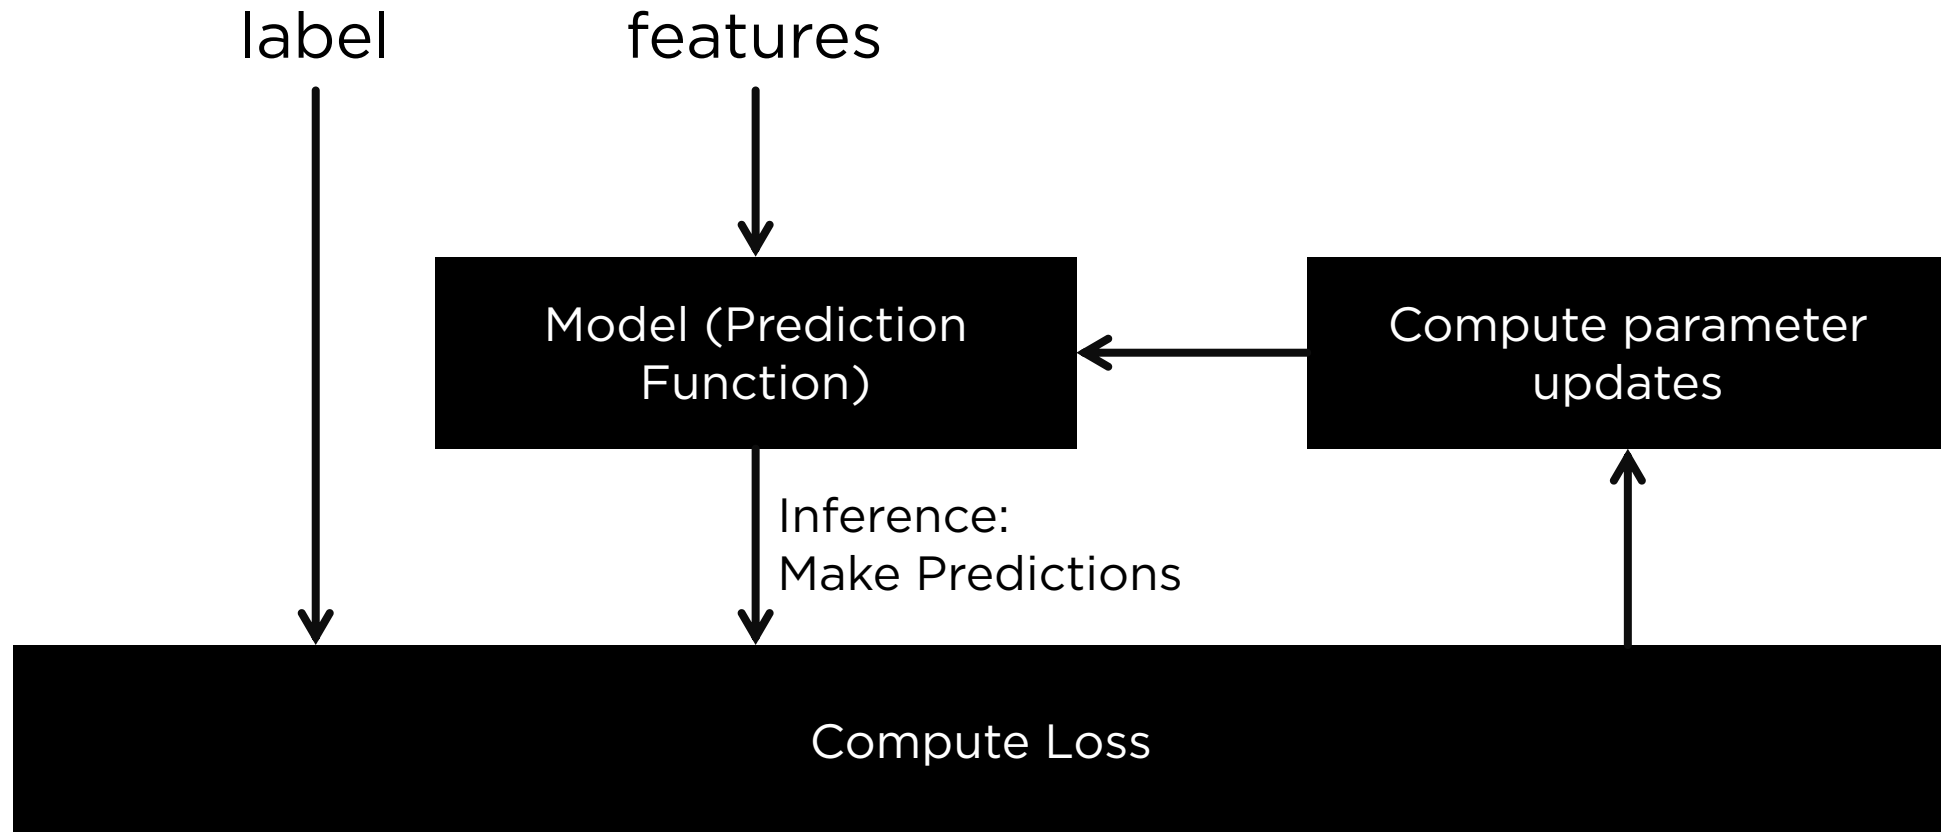 label
features
Model (Prediction
Function)
Compute parameter
updates
Inference:
Make Predictions
Compute Loss